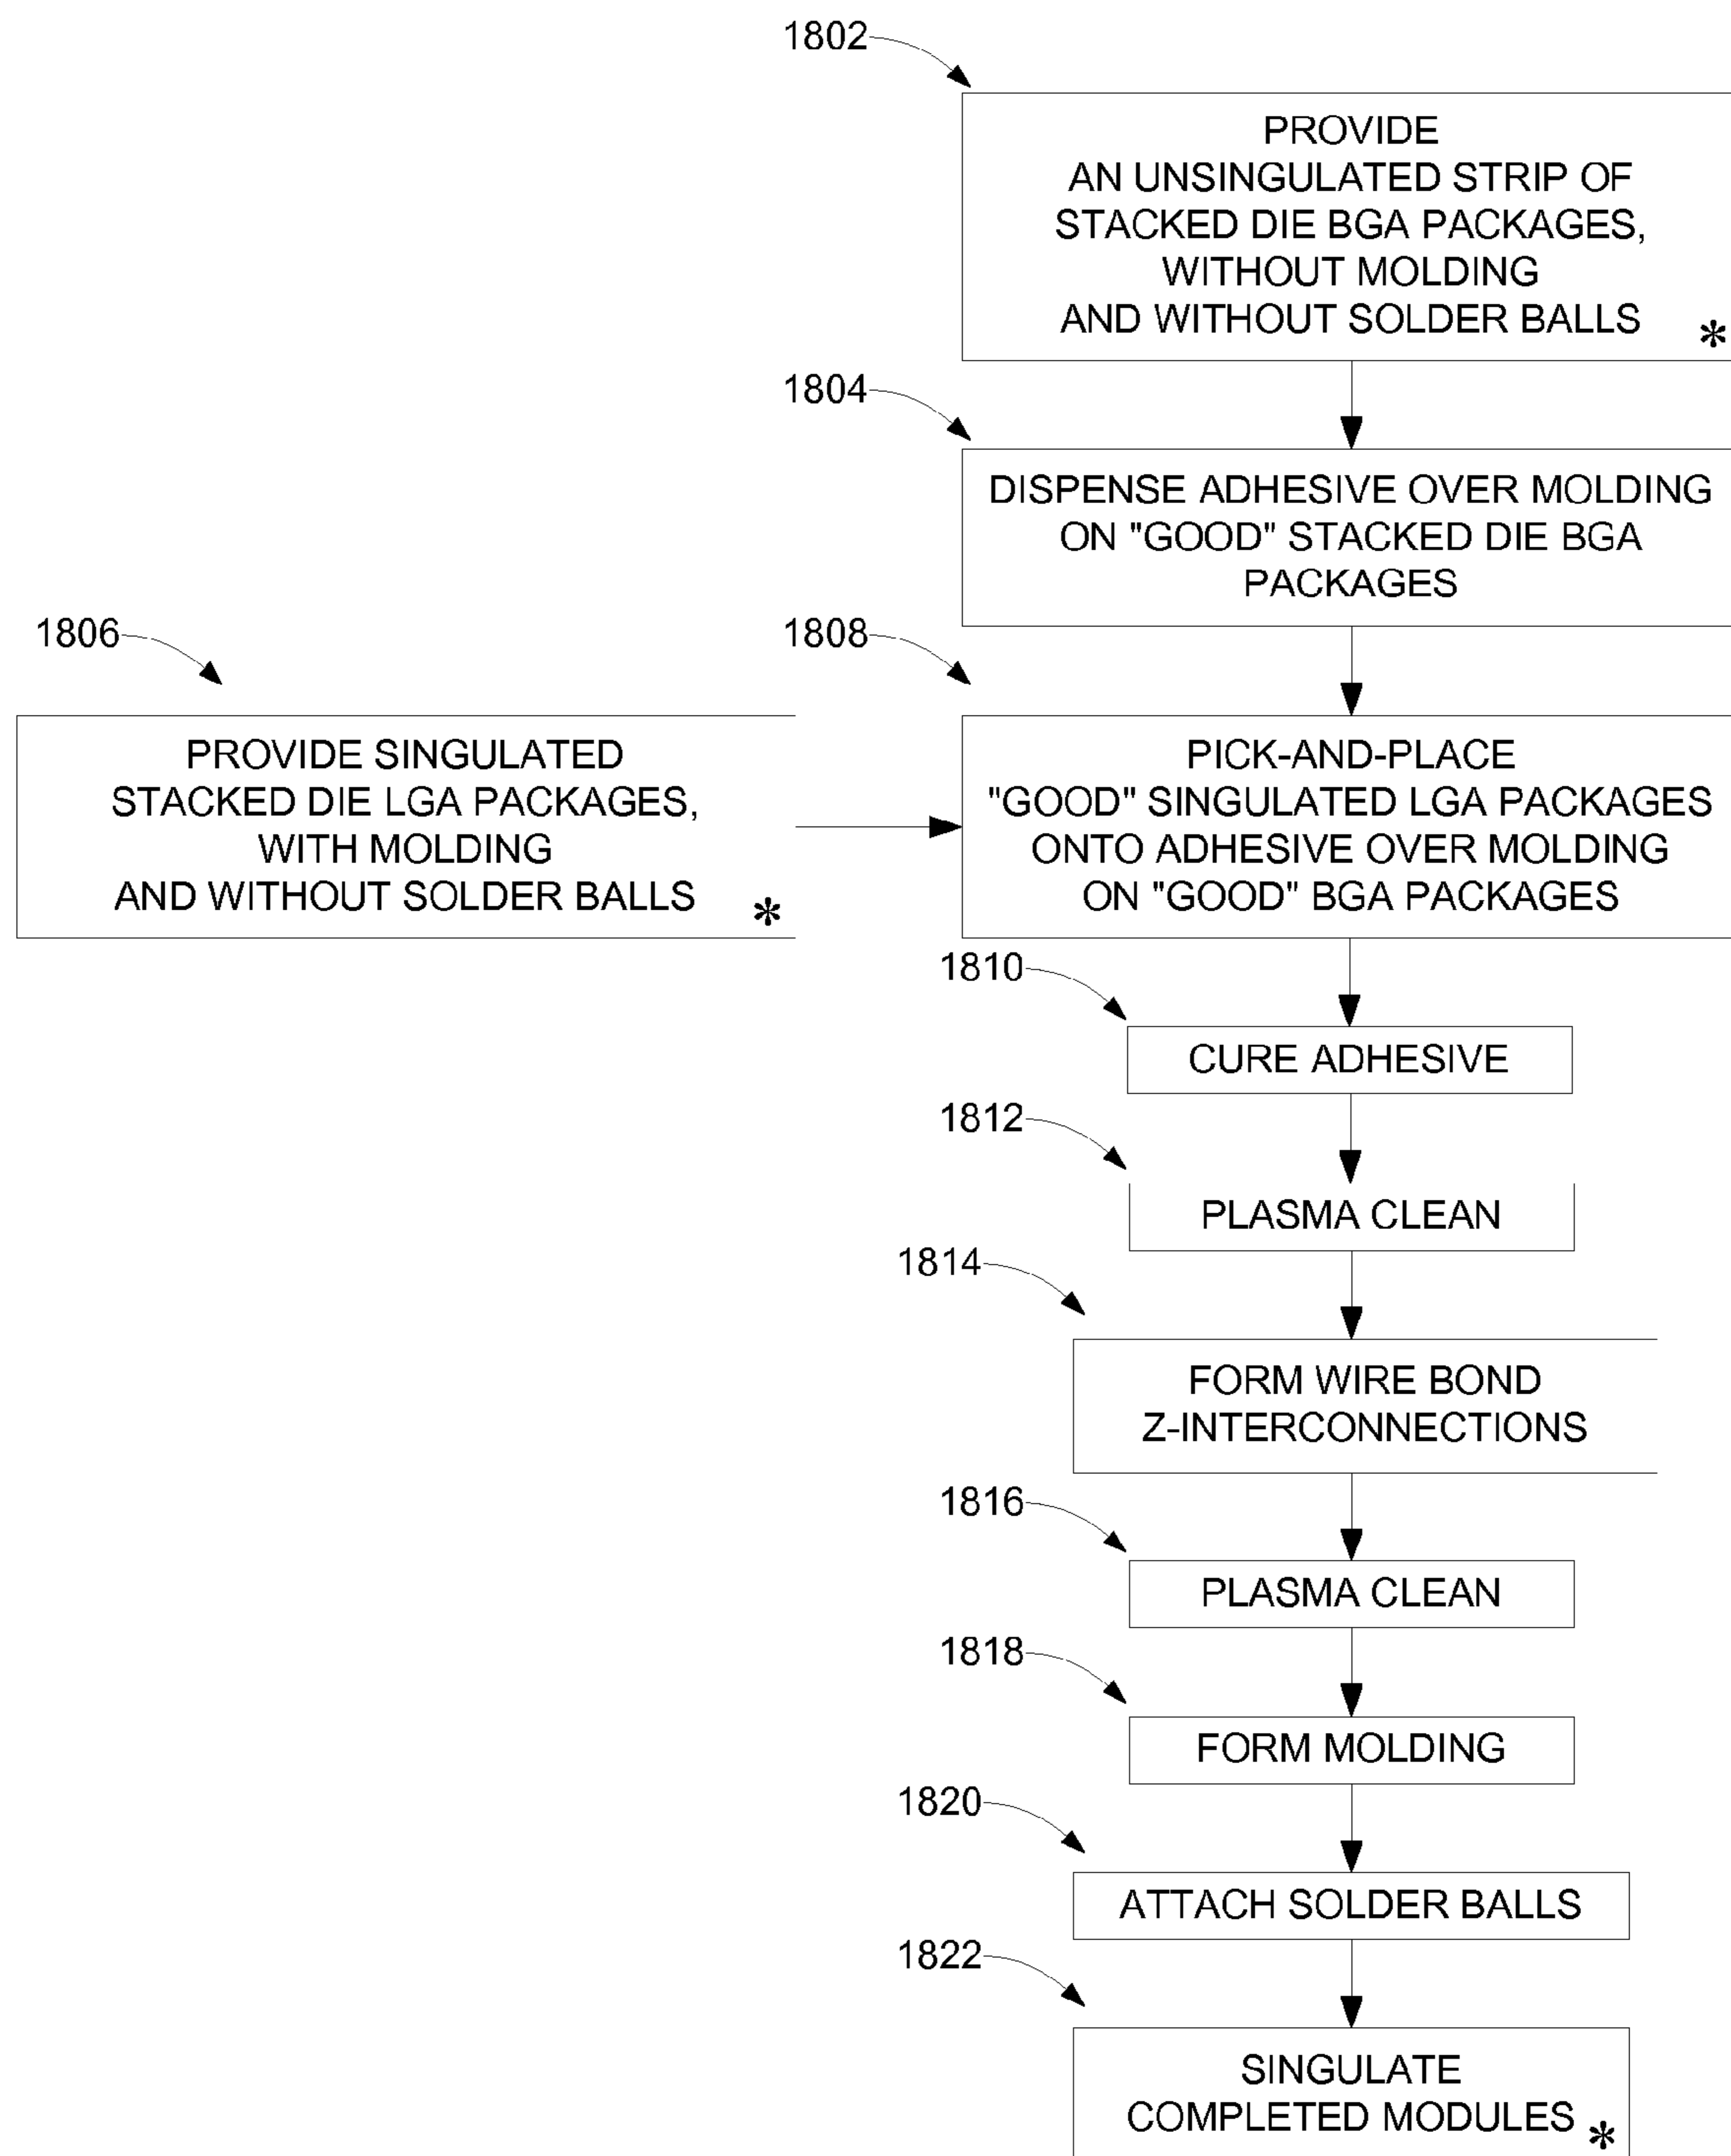 1802
PROVIDE
AN UNSINGULATED STRIP OF
STACKED DIE BGA PACKAGES,
WITHOUT MOLDING
AND WITHOUT SOLDER BALLS *
1804
DISPENSE ADHESIVE OVER MOLDING
ON "GOOD" STACKED DIE BGA
PACKAGES
1806
PROVIDE SINGULATED
STACKED DIE LGA PACKAGES,
WITH MOLDING
AND WITHOUT SOLDER BALLS *
1808
PICK-AND-PLACE
"GOOD" SINGULATED LGA PACKAGES
ONTO ADHESIVE OVER MOLDING
ON "GOOD" BGA PACKAGES
1810
CURE ADHESIVE
1812
PLASMA CLEAN
1814
FORM WIRE BOND
Z-INTERCONNECTIONS
1816
PLASMA CLEAN
1818
FORM MOLDING
1820
ATTACH SOLDER BALLS
1822
SINGULATE
COMPLETED MODULES *